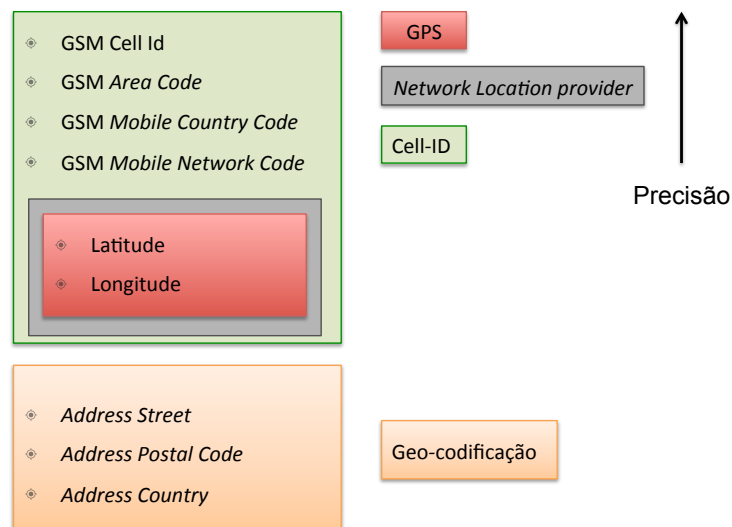 GSM Cell Id
GSM Area Code
GSM Mobile Country Code
GSM Mobile Network Code
Latitude
Longitude
Address Street
Address Postal Code
Address Country
GPS
Network Location provider
Cell-ID
Precisão
Geo-codificação